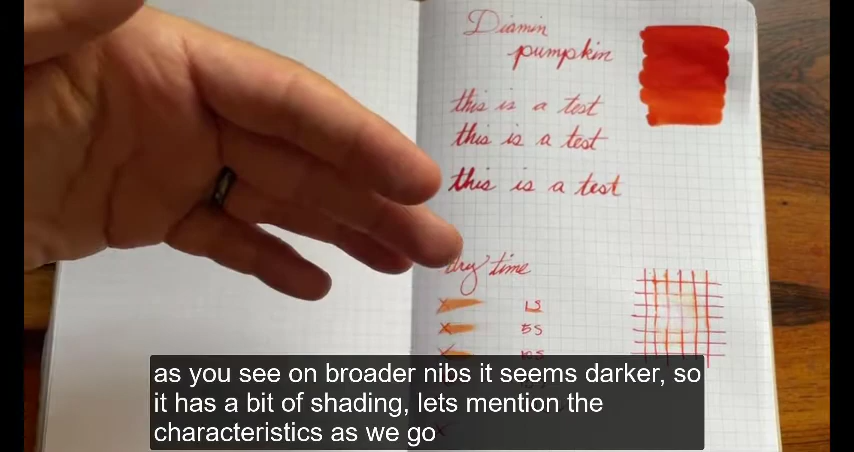 Diamin
pumpkin
this is a test
this is a test
this is a test
dry time
x
1s
x
5s
x
10s
as you see on broader nibs it seems darker, so
it has a bit of shading, lets mention the
characteristics as we go